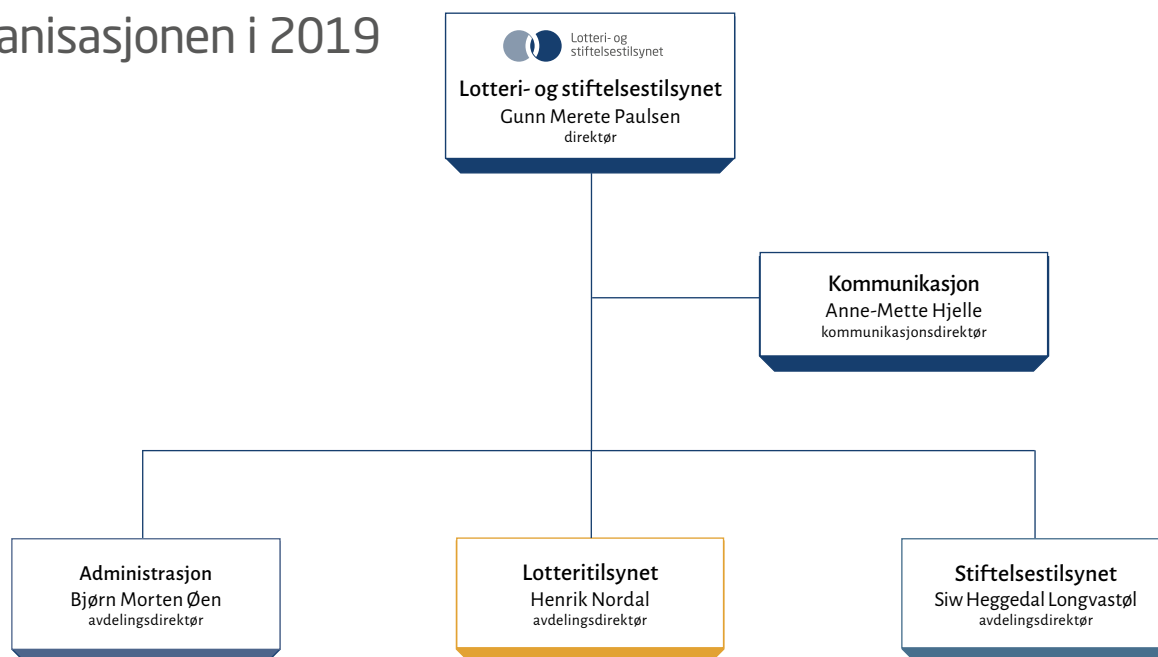 anisasjonen i 2019
Lotteri- og
stiftelsestilsynet
Lotteri- og stiftelsestilsynet
Gunn Merete Paulsen
direktør
Kommunikasjon
Anne-Mette Hjelle
kommunikasjonsdirektør
Administrasjon
Bjørn Morten Øen
avdelingsdirektør
Lotteritilsynet
Henrik Nordal
avdelingsdirektør
Stiftelsestilsynet
Siw Heggedal Longvastøl
avdelingsdirektør